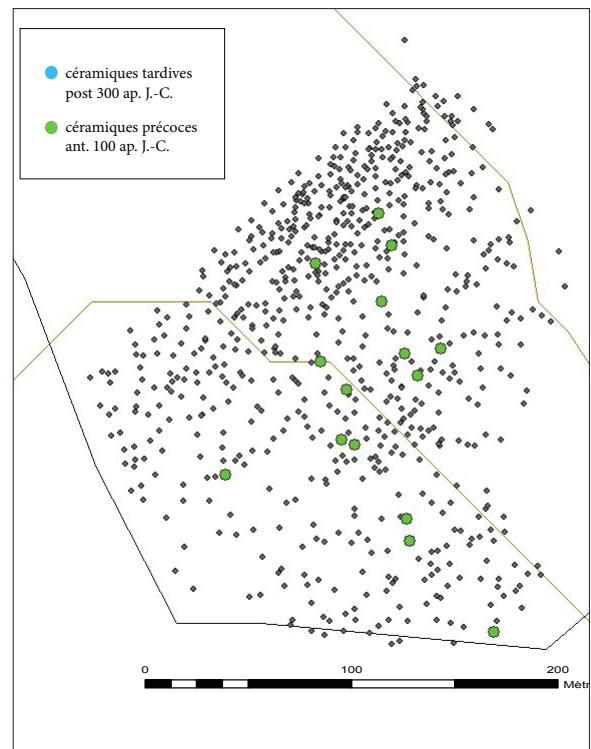 céramiques tardives
post 300 ap. J.-C.
céramiques précoces
ant. 100 ap. J.-C.
0 100 200
Mètr